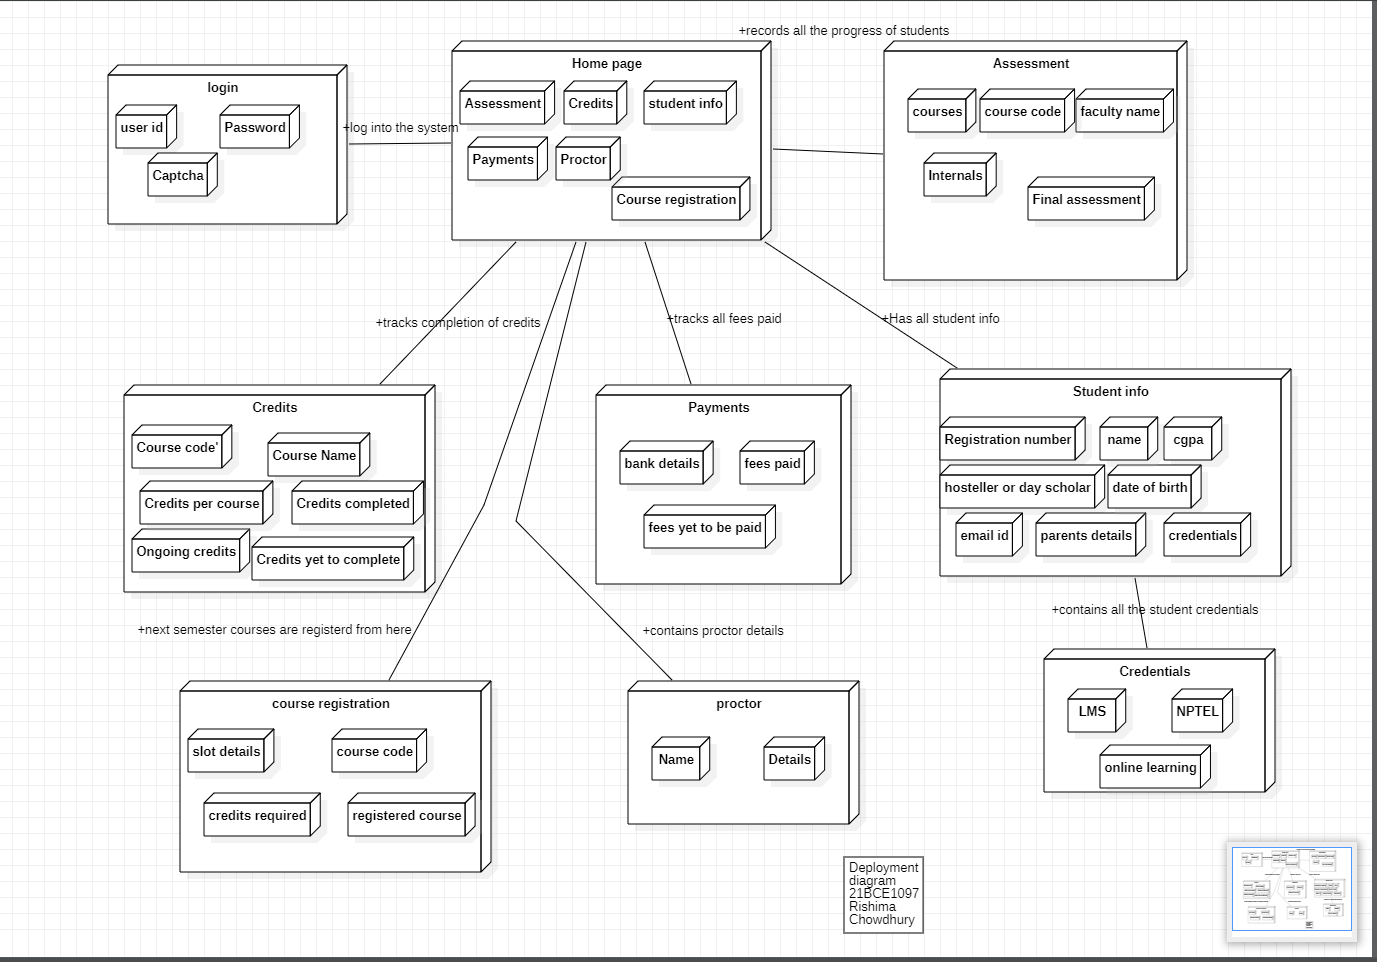 +records all the progress of students
login
user id
Password
Captcha
+log into the system
Home page
Assessment
Credits
student info
Payments
Proctor
Course registration
Assessment
courses
course code
faculty name
Internals
Final assessment
+tracks completion of credits
+tracks all fees paid
+Has all student info
Credits
Course code'
Course Name
Credits per course
Credits completed
Ongoing credits
Credits yet to complete
Payments
bank details
fees paid
fees yet to be paid
Student info
Registration number
name
cgpa
hosteller or day scholar
date of birth
email id
parents details
credentials
+next semester courses are registerd from here
+contains proctor details
+contains all the student credentials
course registration
slot details
course code
credits required
registered course
proctor
Name
Details
Credentials
LMS
NPTEL
online learning
Deployment
diagram
21BCE1097
Rishima
Chowdhury